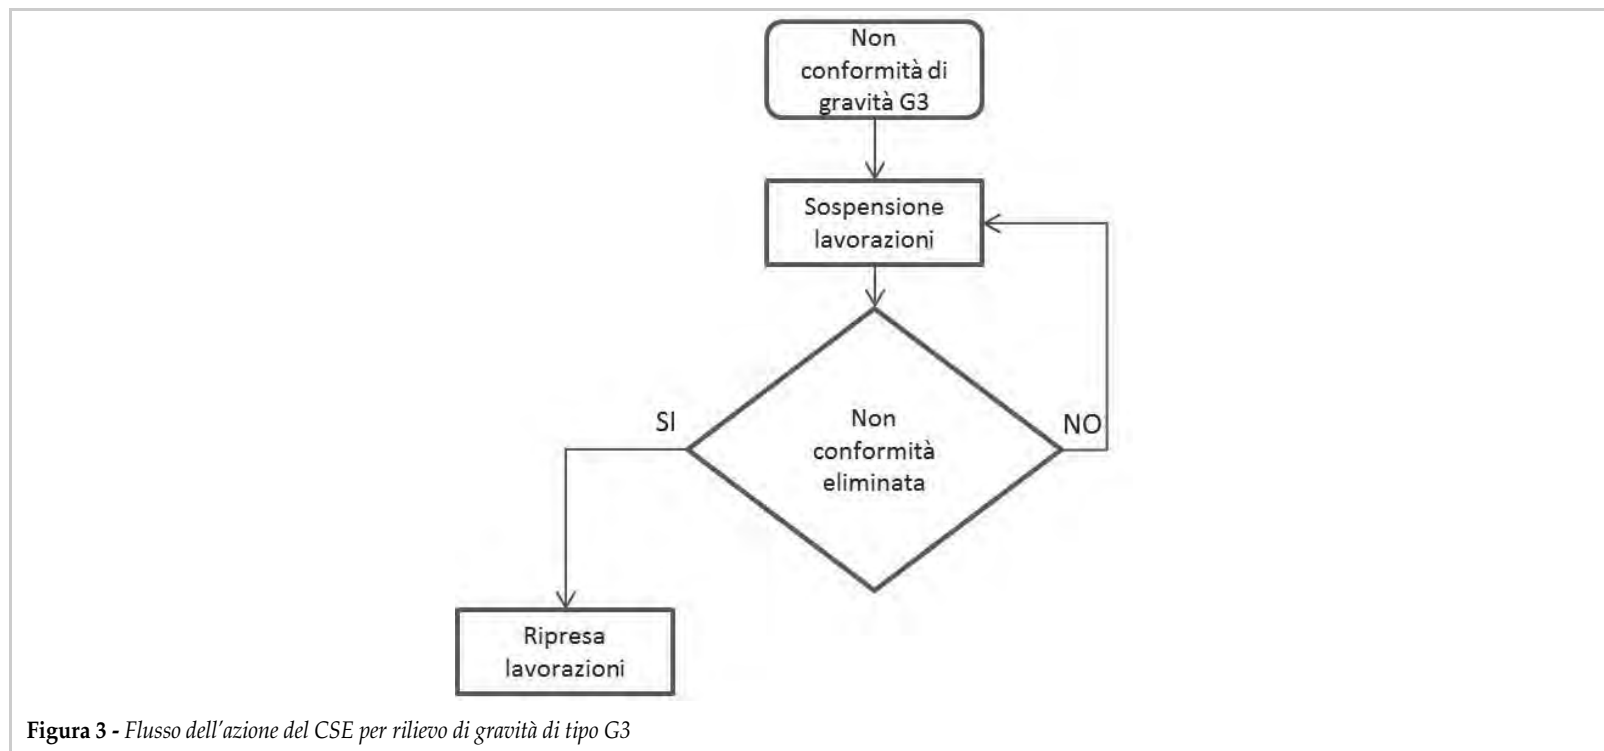 Non
conformità di
gravità G3
Sospensione
lavorazioni
SI
Non
conformità
eliminata
NO
Ripresa
lavorazioni
Figura 3 - Flusso dell'azione del CSE per rilievo di gravità di tipo G3